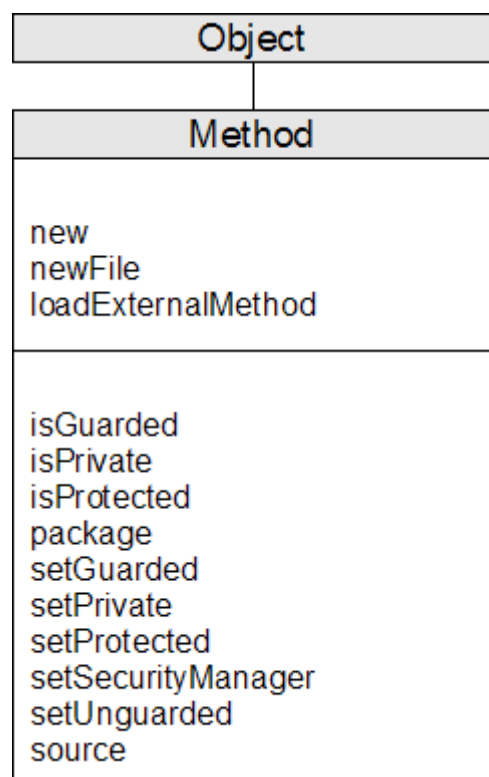 Object
Method
new
newFile
loadExternalMethod
isGuarded
isPrivate
isProtected
package
setGuarded
setPrivate
setProtected
setSecurityManager
setUnguarded
source